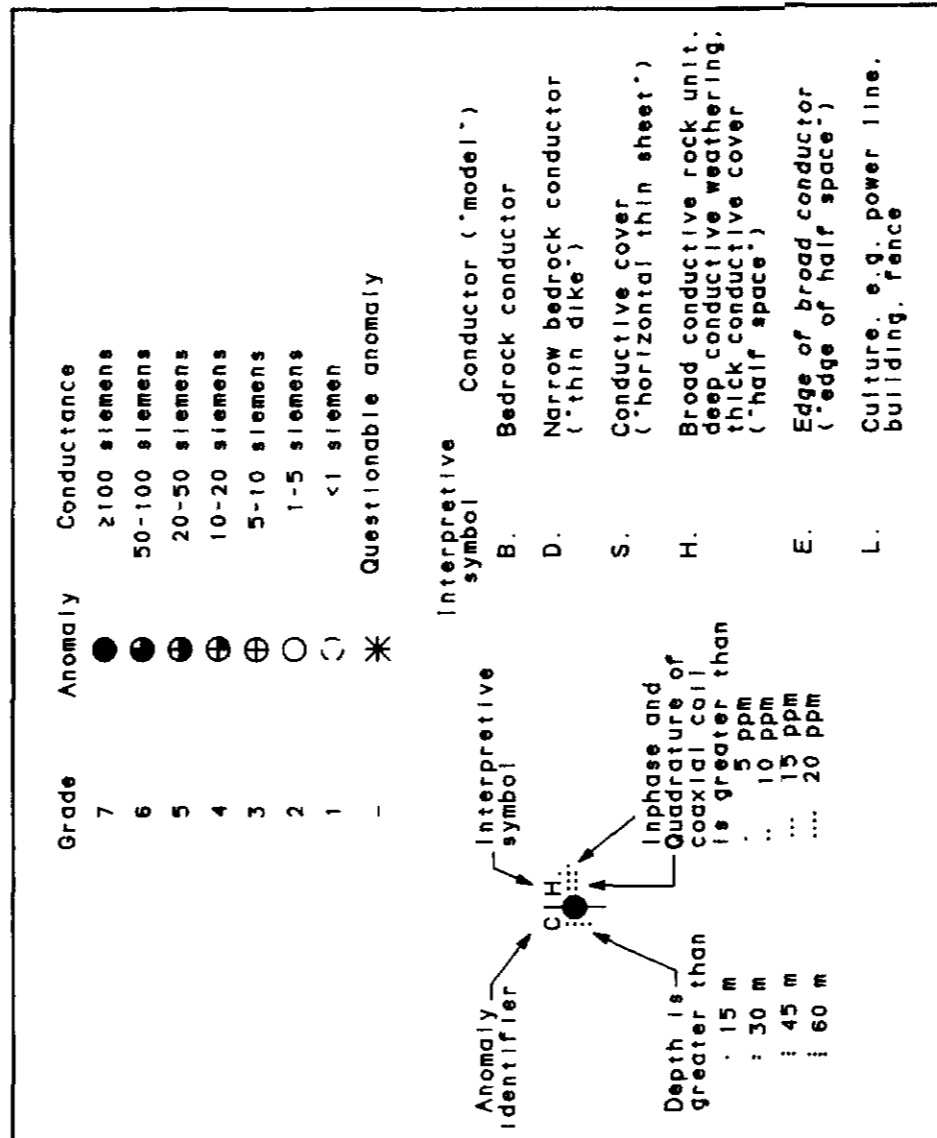 Grade Anomaly Conductance
7 ≥100 siemens
6 50-100 siemens
5 20-50 siemens
4 10-20 siemens
3 5-10 siemens
2 1-5 siemens
1 <1 siemen
- Questionable anomaly
Anomaly
identifier
Interpretive
symbol
C H.
Depth is
greater than
. 15 m
: 30 m
⋮ 45 m
⁞ 60 m
Inphase and
Quadrature of
coaxial coil
is greater than
. 5 ppm
.. 10 ppm
... 15 ppm
.... 20 ppm
Interpretive
symbol Conductor ("model")
B. Bedrock conductor
D. Narrow bedrock conductor
("thin dike")
S. Conductive cover
("horizontal thin sheet")
H. Broad conductive rock unit,
deep conductive weathering,
thick conductive cover
("half space")
E. Edge of broad conductor
("edge of half space")
L. Culture, e.g. power line,
building, fence